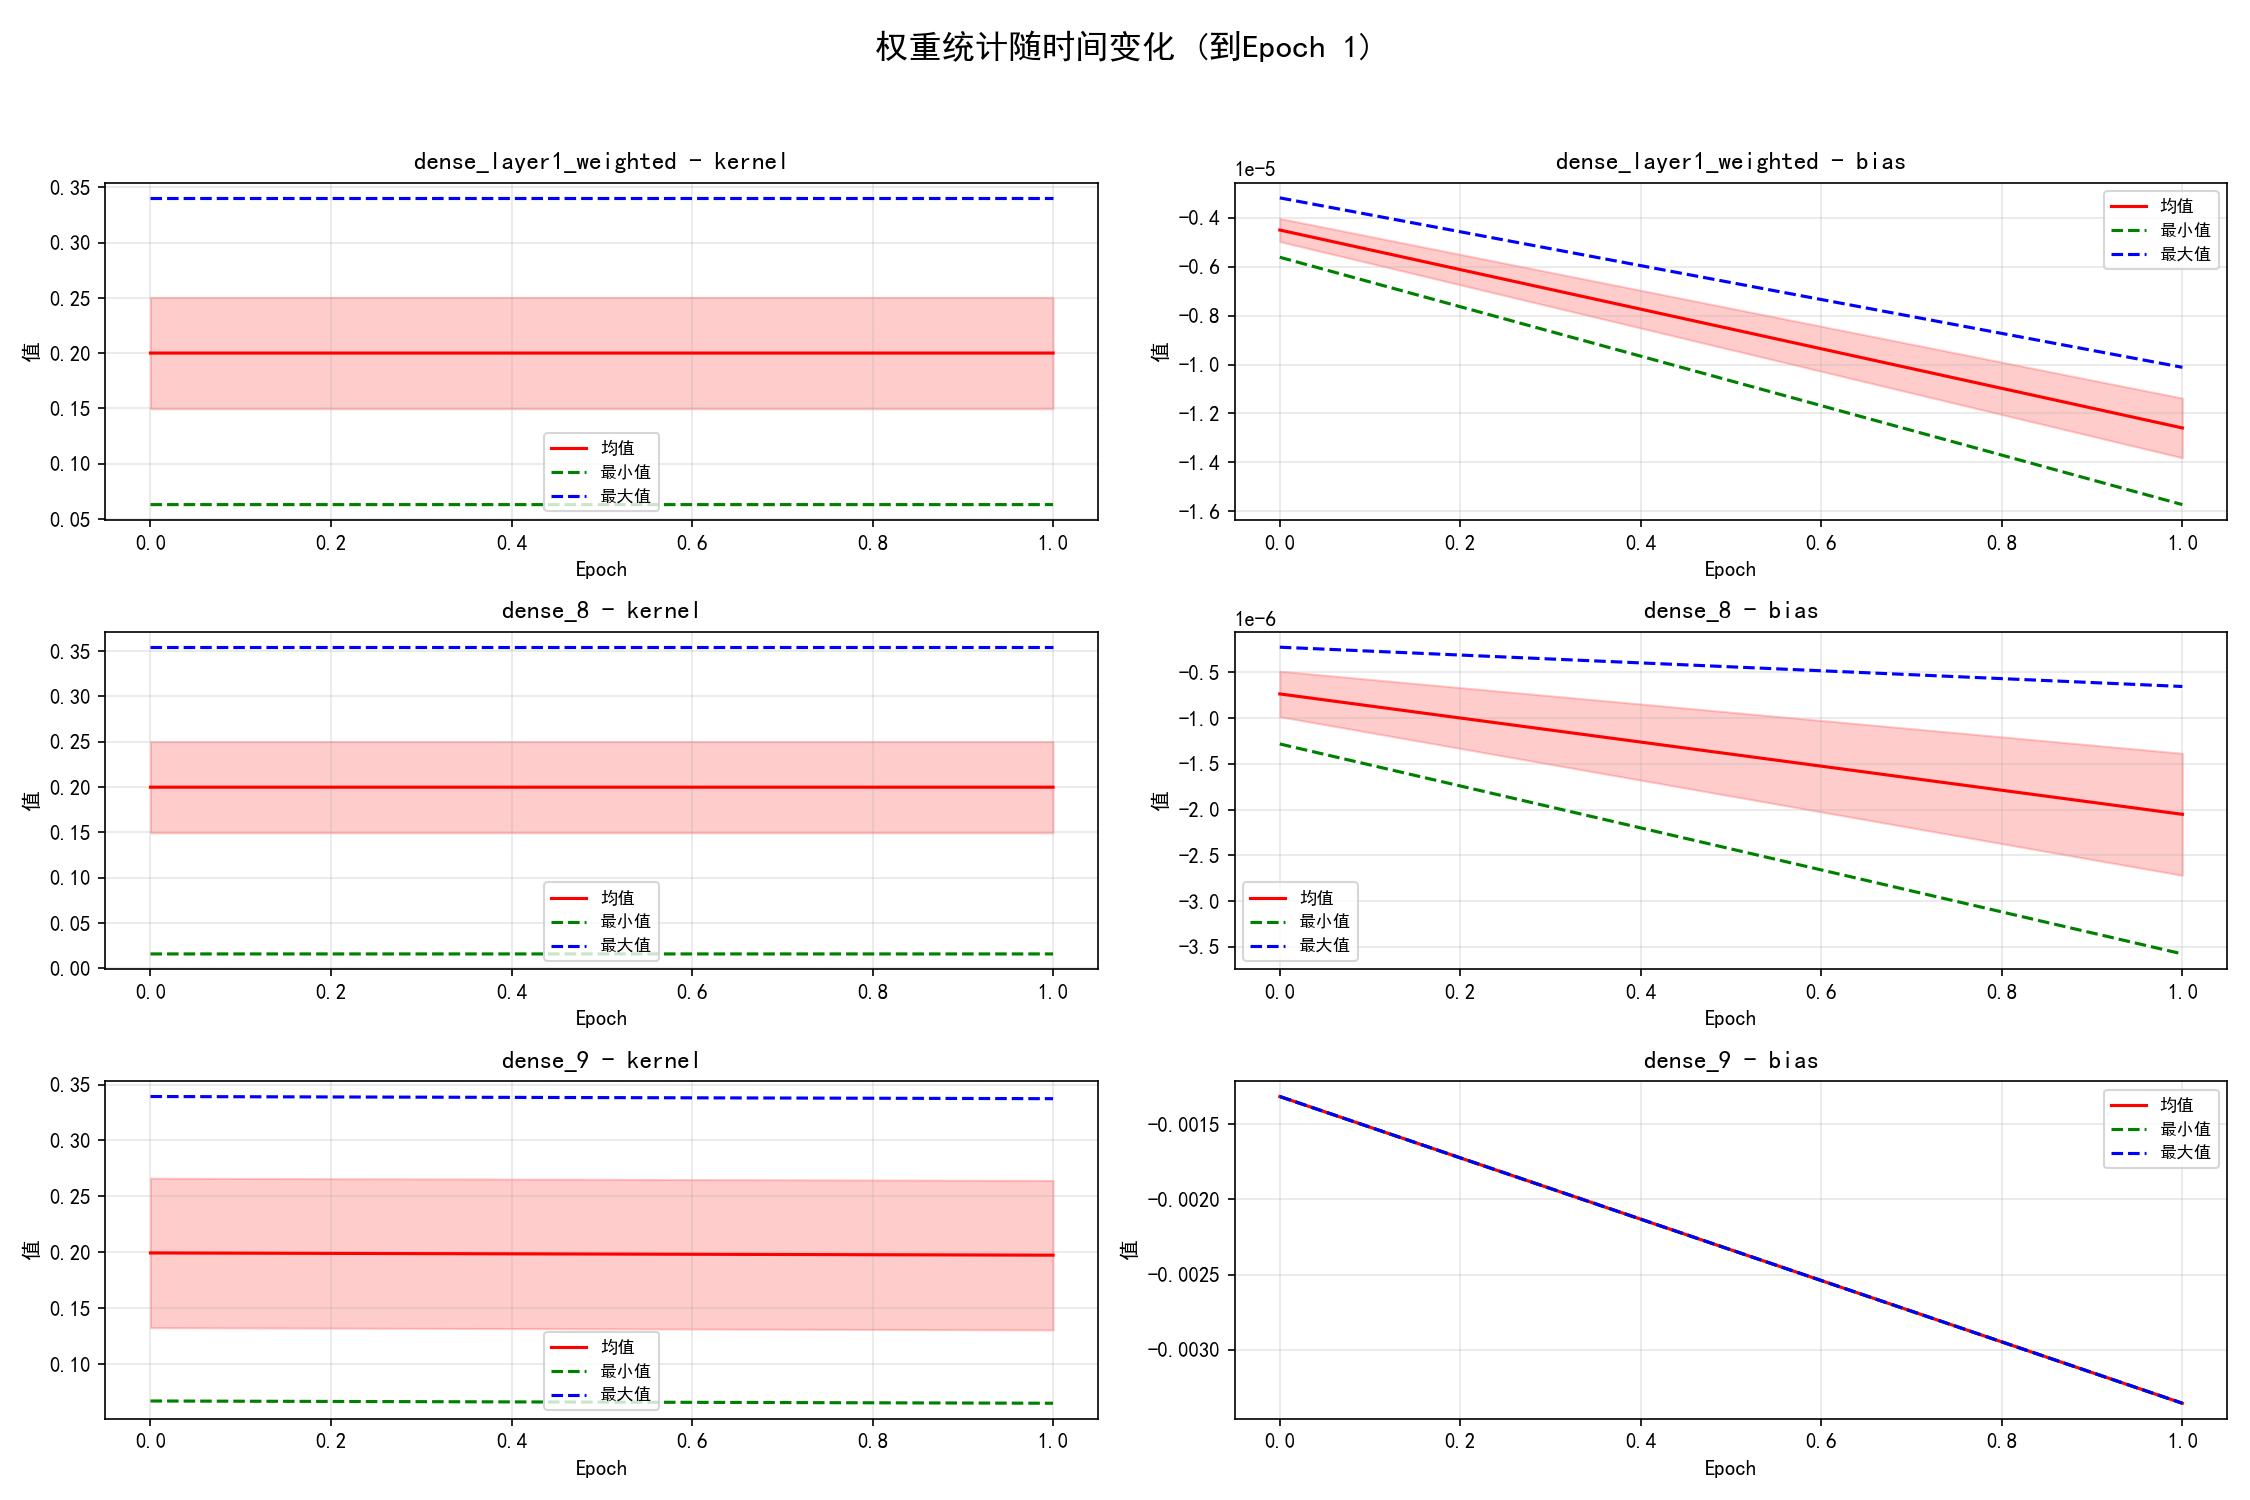 权重统计随时间变化 (到Epoch 1)
dense_layer1_weighted - kernel
0.35
0.30
0.25
0.20
0.15
0.10
0.05
值
均值
最小值
最大值
0.0 0.2 0.4 0.6 0.8 1.0
Epoch
dense_layer1_weighted - bias
1e-5
-0.4
-0.6
-0.8
-1.0
-1.2
-1.4
-1.6
值
均值
最小值
最大值
0.0 0.2 0.4 0.6 0.8 1.0
Epoch
dense_8 - kernel
0.35
0.30
0.25
0.20
0.15
0.10
0.05
0.00
值
均值
最小值
最大值
0.0 0.2 0.4 0.6 0.8 1.0
Epoch
dense_8 - bias
1e-6
-0.5
-1.0
-1.5
-2.0
-2.5
-3.0
-3.5
值
均值
最小值
最大值
0.0 0.2 0.4 0.6 0.8 1.0
Epoch
dense_9 - kernel
0.35
0.30
0.25
0.20
0.15
0.10
值
均值
最小值
最大值
0.0 0.2 0.4 0.6 0.8 1.0
Epoch
dense_9 - bias
-0.0015
-0.0020
-0.0025
-0.0030
值
均值
最小值
最大值
0.0 0.2 0.4 0.6 0.8 1.0
Epoch